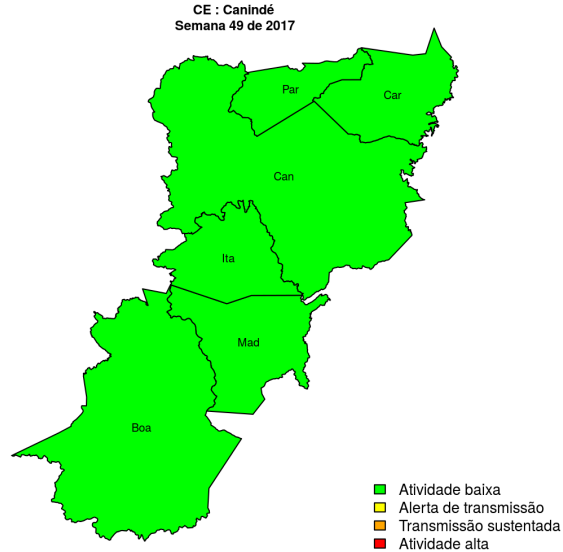 CE : Canindé
Semana 49 de 2017
Par
Car
Can
Ita
Mad
Boa
Atividade baixa
Alerta de transmissão
Transmissão sustentada
Atividade alta